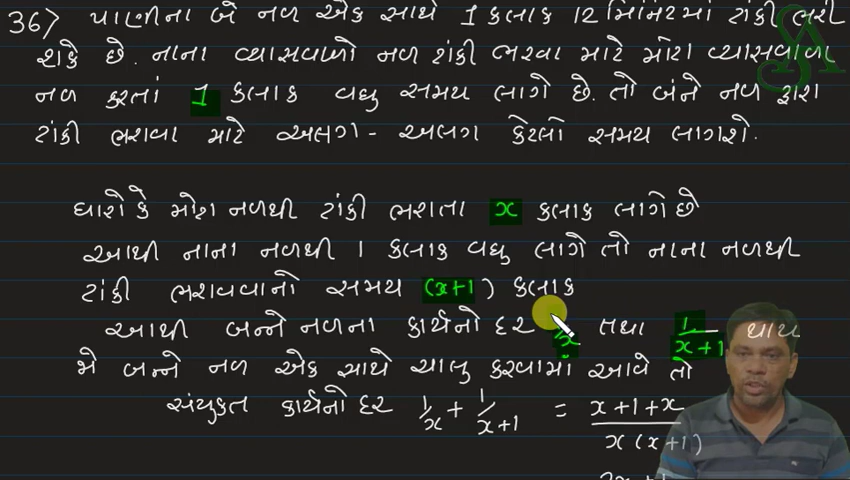 36> પાણીના બે નળ એક સાથે 1 કલાક 12 મિનિટમાં ટાંકી ભરી
શકે છે. નાના વ્યાસવાળો નળ ટાંકી ભરવા માટે મોટા વ્યાસવાળા
નળ કરતાં 1 કલાક વધુ સમય લાગે છે. તો બંને નળ દ્વારા
ટાંકી ભરાવા માટે અલગ - અલગ કેટલો સમય લાગશે.
ધારો કે મોટા નળથી ટાંકી ભરાતા x કલાક લાગે છે
આથી નાના નળથી 1 કલાક વધુ લાગે તો નાના નળથી
ટાંકી ભરાવવાનો સમય (x+1) કલાક
આથી બન્ને નળના કાર્યનો દર 1/x તથા 1/x+1 થાય
જે બન્ને નળ એક સાથે ચાલુ કરવામાં આવે તો
સંયુક્ત કાર્યનો દર 1/x + 1/x+1 = x+1+x / x(x+1)